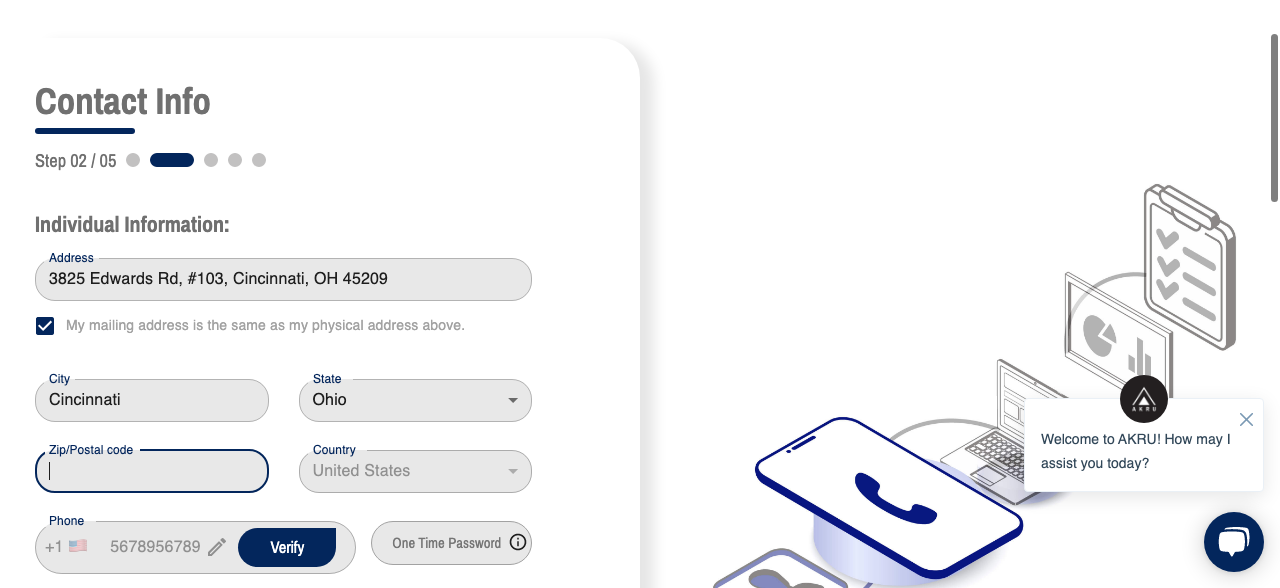 Contact Info
Step 02 / 05
Individual Information:
Address
3825 Edwards Rd, #103, Cincinnati, OH 45209
My mailing address is the same as my physical address above.
City
Cincinnati
State
Ohio
Zip/Postal code
Country
United States
Phone
+1
5678956789
Verify
One Time Password
AKRU
Welcome to AKRU! How may I
assist you today?